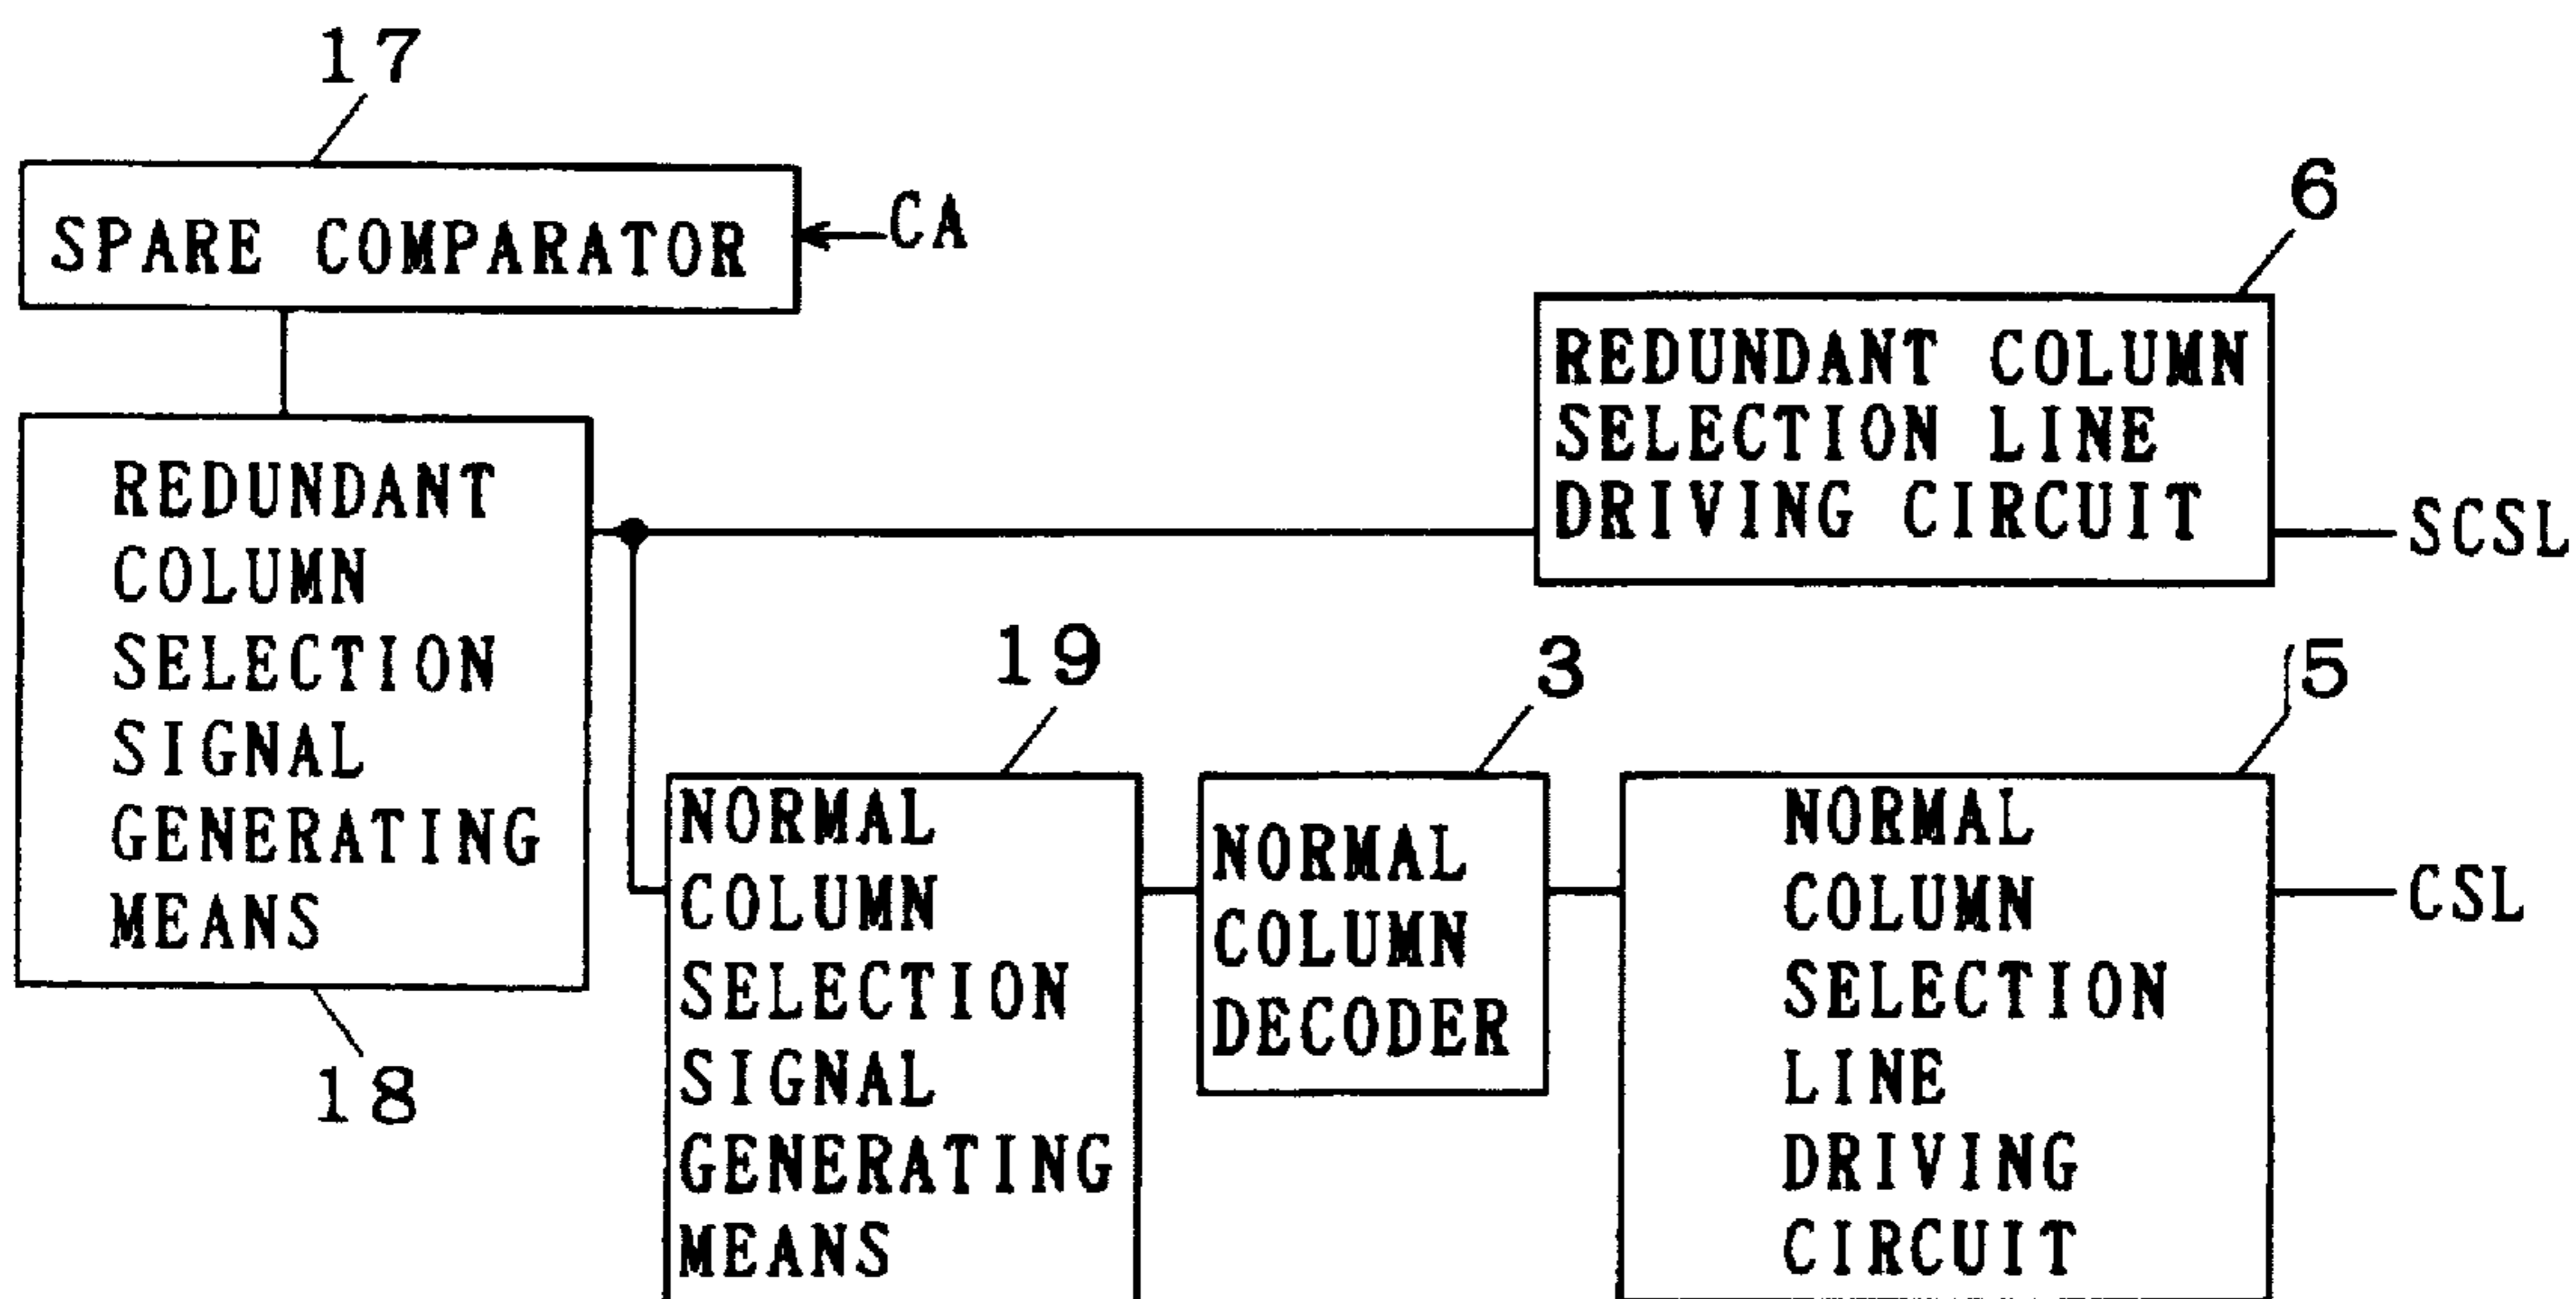 17
SPARE COMPARATOR
CA
6
REDUNDANT COLUMN
SELECTION LINE
DRIVING CIRCUIT
SCSL
REDUNDANT
COLUMN
SELECTION
SIGNAL
GENERATING
MEANS
18
19
NORMAL
COLUMN
SELECTION
SIGNAL
GENERATING
MEANS
3
NORMAL
COLUMN
DECODER
5
NORMAL
COLUMN
SELECTION
LINE
DRIVING
CIRCUIT
CSL